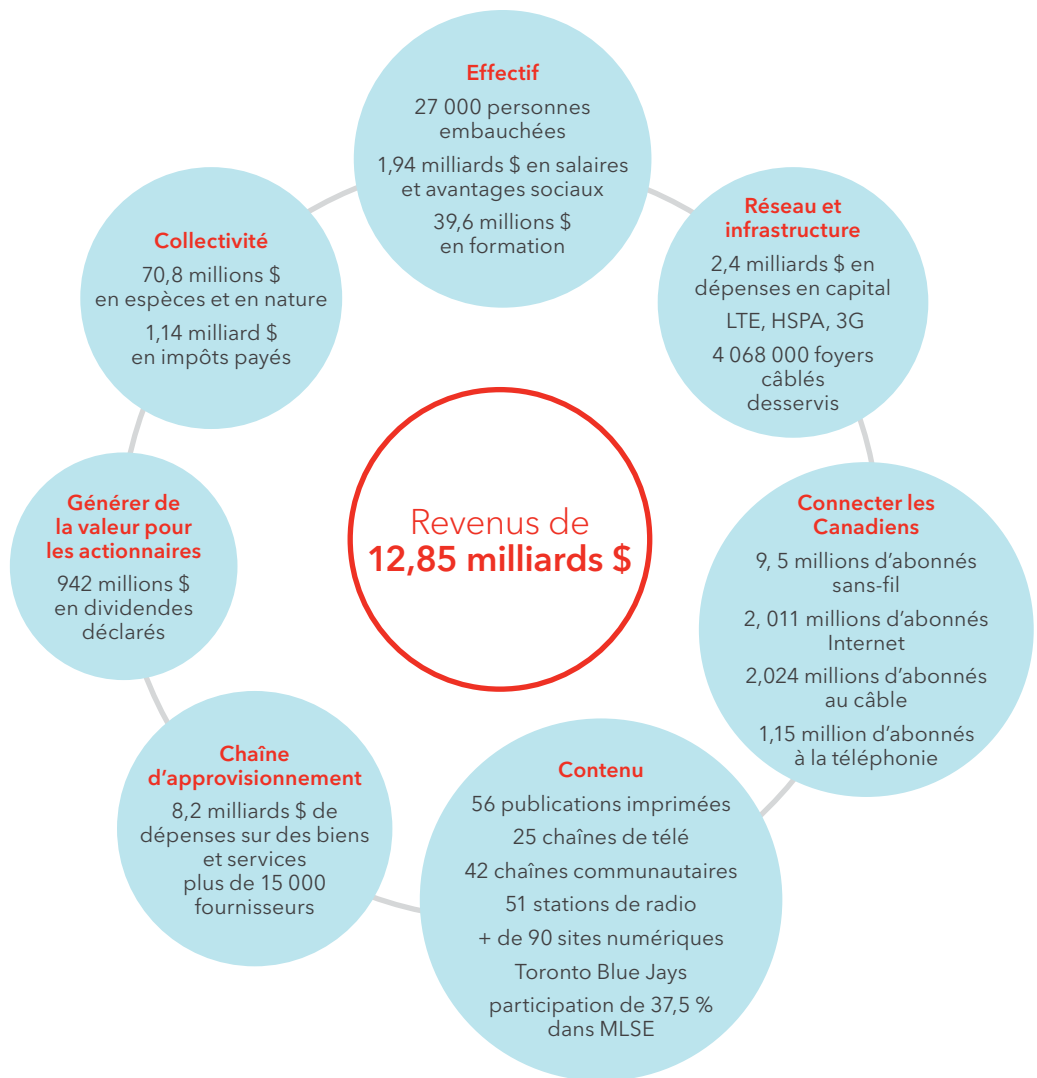 Effectif
27 000 personnes
embauchées
1,94 milliards $ en salaires
et avantages sociaux
39,6 millions $
en formation
Réseau et
infrastructure
2,4 milliards $ en
dépenses en capital
LTE, HSPA, 3G
4 068 000 foyers
câblés
desservis
Connecter les
Canadiens
9, 5 millions d’abonnés
sans-fil
2, 011 millions d’abonnés
Internet
2,024 millions d’abonnés
au câble
1,15 million d’abonnés
à la téléphonie
Contenu
56 publications imprimées
25 chaînes de télé
42 chaînes communautaires
51 stations de radio
+ de 90 sites numériques
Toronto Blue Jays
participation de 37,5 %
dans MLSE
Chaîne
d’approvisionnement
8,2 milliards $ de
dépenses sur des biens
et services
plus de 15 000
fournisseurs
Générer de
la valeur pour
les actionnaires
942 millions $
en dividendes
déclarés
Collectivité
70,8 millions $
en espèces et en nature
1,14 milliard $
en impôts payés
Revenus de
12,85 milliards $